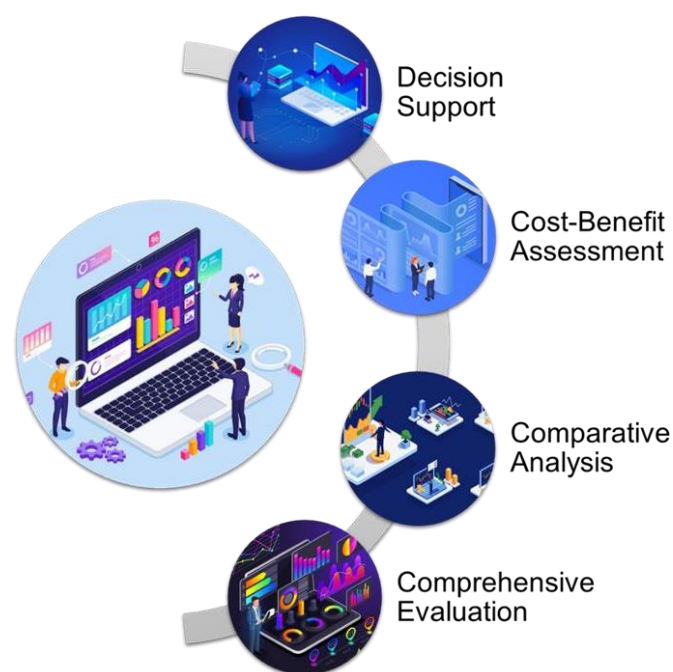 Decision
Support
Cost-Benefit
Assessment
Comparative
Analysis
Comprehensive
Evaluation
%